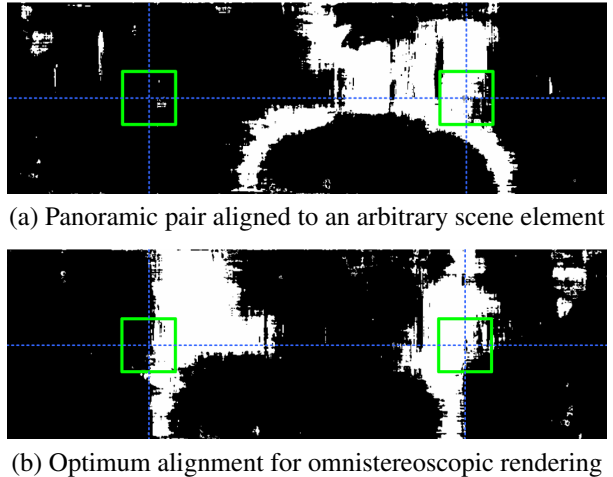 (a) Panoramic pair aligned to an arbitrary scene element
(b) Optimum alignment for omnistereoscopic rendering